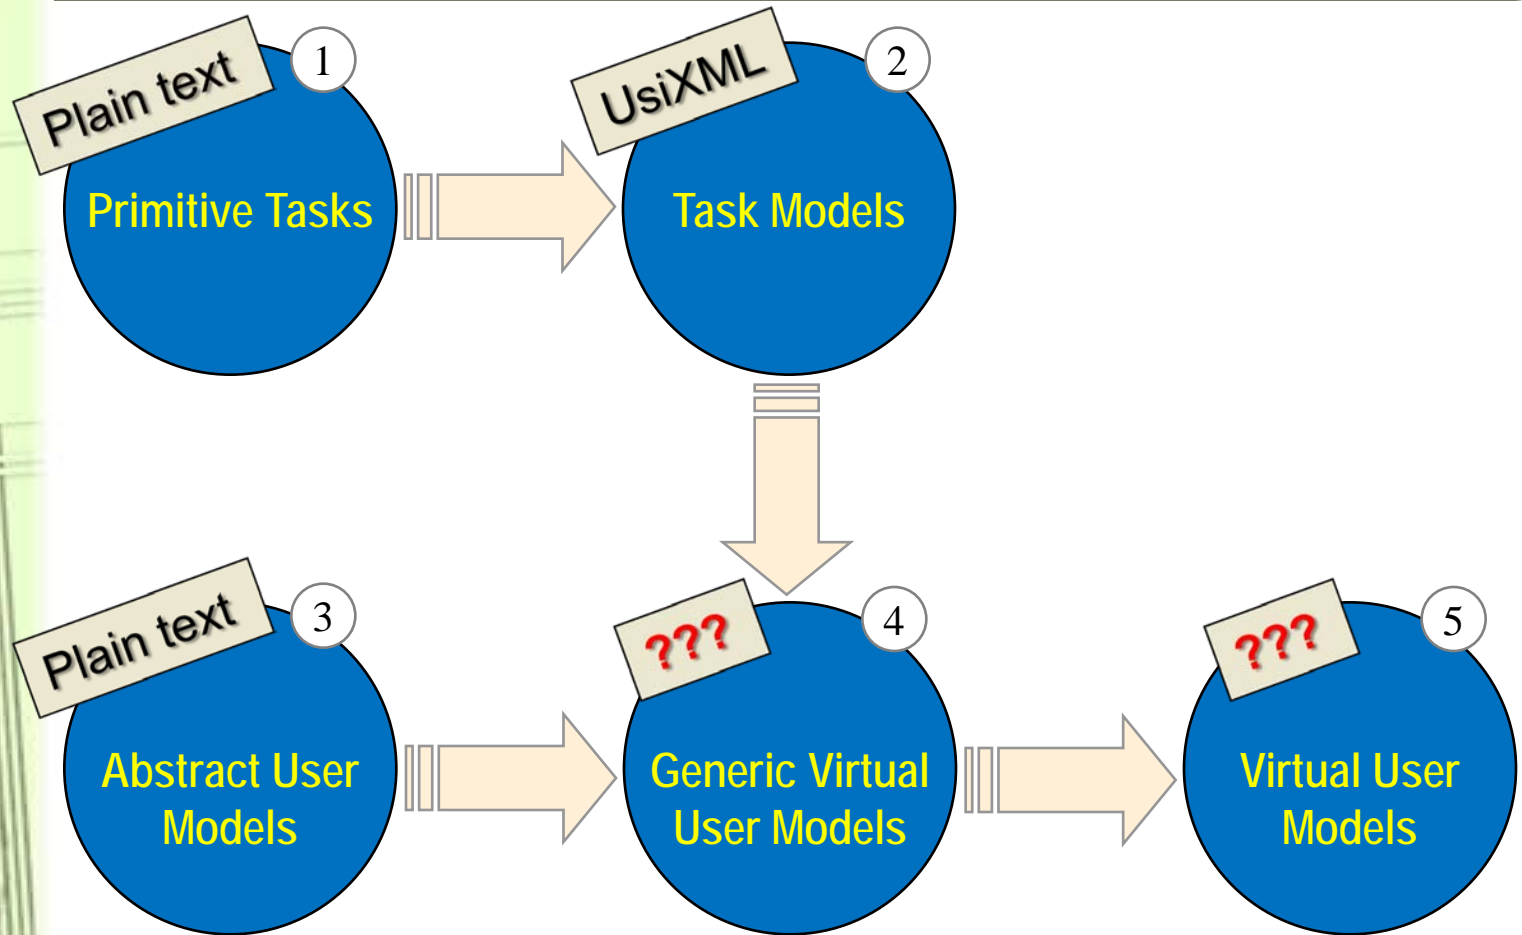 Plain text
1
Primitive Tasks
UsiXML
2
Task Models
Plain text
3
Abstract User
Models
???
4
Generic Virtual
User Models
???
5
Virtual User
Models